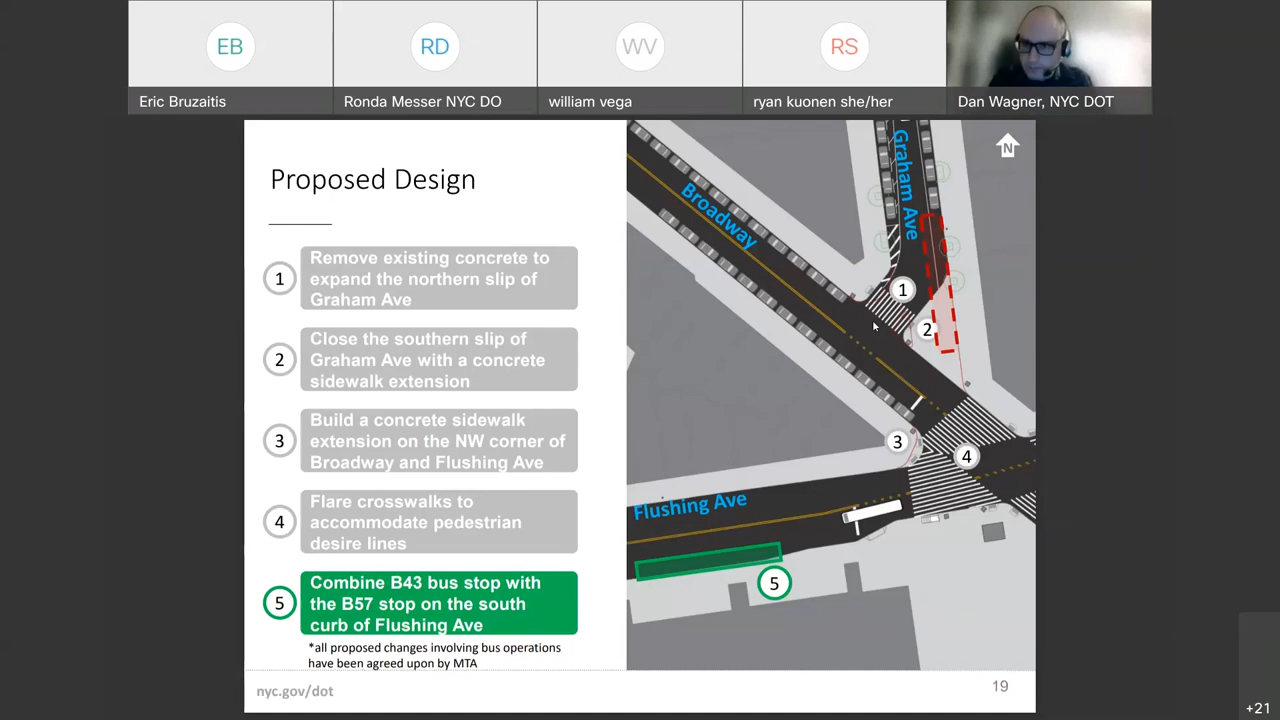 EB
RD
WV
RS
Eric Bruzaitis
Ronda Messer NYC DO
william vega
ryan kuonen she/her
Dan Wagner, NYC DOT
Proposed Design
1
Remove existing concrete to
expand the northern slip of
Graham Ave
2
Close the southern slip of
Graham Ave with a concrete
sidewalk extension
3
Build a concrete sidewalk
extension on the NW corner of
Broadway and Flushing Ave
4
Flare crosswalks to
accommodate pedestrian
desire lines
5
Combine B43 bus stop with
the B57 stop on the south
curb of Flushing Ave
*all proposed changes involving bus operations
have been agreed upon by MTA
nyc.gov/dot
19
Graham Ave
N
Broadway
1
2
3
4
Flushing Ave
5
+21